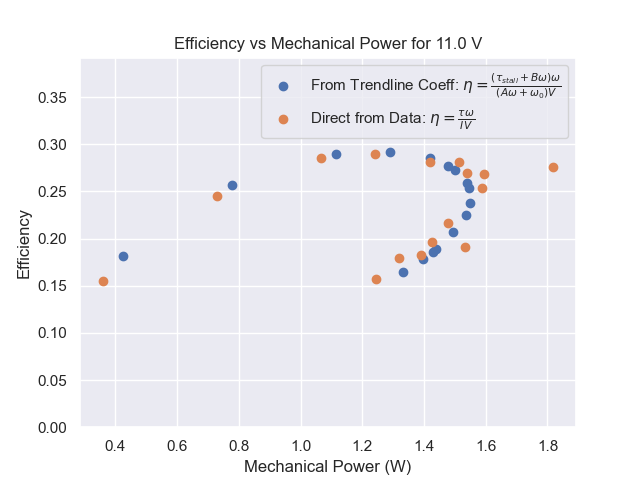 Efficiency vs Mechanical Power for 11.0 V
From Trendline Coeff: η = (τ_stall + Bω)ω / (Aω + ω₀)V
Direct from Data: η = τω / IV
0.35
0.30
0.25
0.20
0.15
0.10
0.05
0.00
Efficiency
0.4 0.6 0.8 1.0 1.2 1.4 1.6 1.8
Mechanical Power (W)